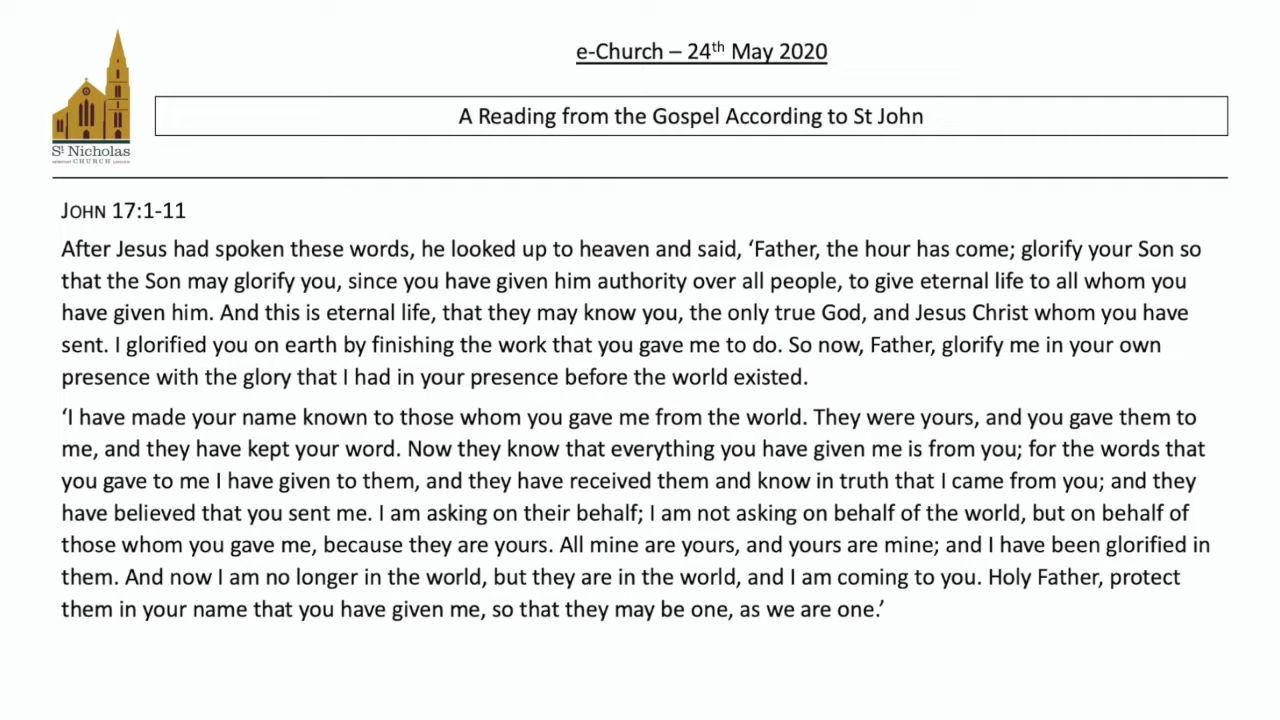 e-Church – 24th May 2020
A Reading from the Gospel According to St John
St Nicholas
CHURCH
JOHN 17:1-11
After Jesus had spoken these words, he looked up to heaven and said, ‘Father, the hour has come; glorify your Son so
that the Son may glorify you, since you have given him authority over all people, to give eternal life to all whom you
have given him. And this is eternal life, that they may know you, the only true God, and Jesus Christ whom you have
sent. I glorified you on earth by finishing the work that you gave me to do. So now, Father, glorify me in your own
presence with the glory that I had in your presence before the world existed.
‘I have made your name known to those whom you gave me from the world. They were yours, and you gave them to
me, and they have kept your word. Now they know that everything you have given me is from you; for the words that
you gave to me I have given to them, and they have received them and know in truth that I came from you; and they
have believed that you sent me. I am asking on their behalf; I am not asking on behalf of the world, but on behalf of
those whom you gave me, because they are yours. All mine are yours, and yours are mine; and I have been glorified in
them. And now I am no longer in the world, but they are in the world, and I am coming to you. Holy Father, protect
them in your name that you have given me, so that they may be one, as we are one.’